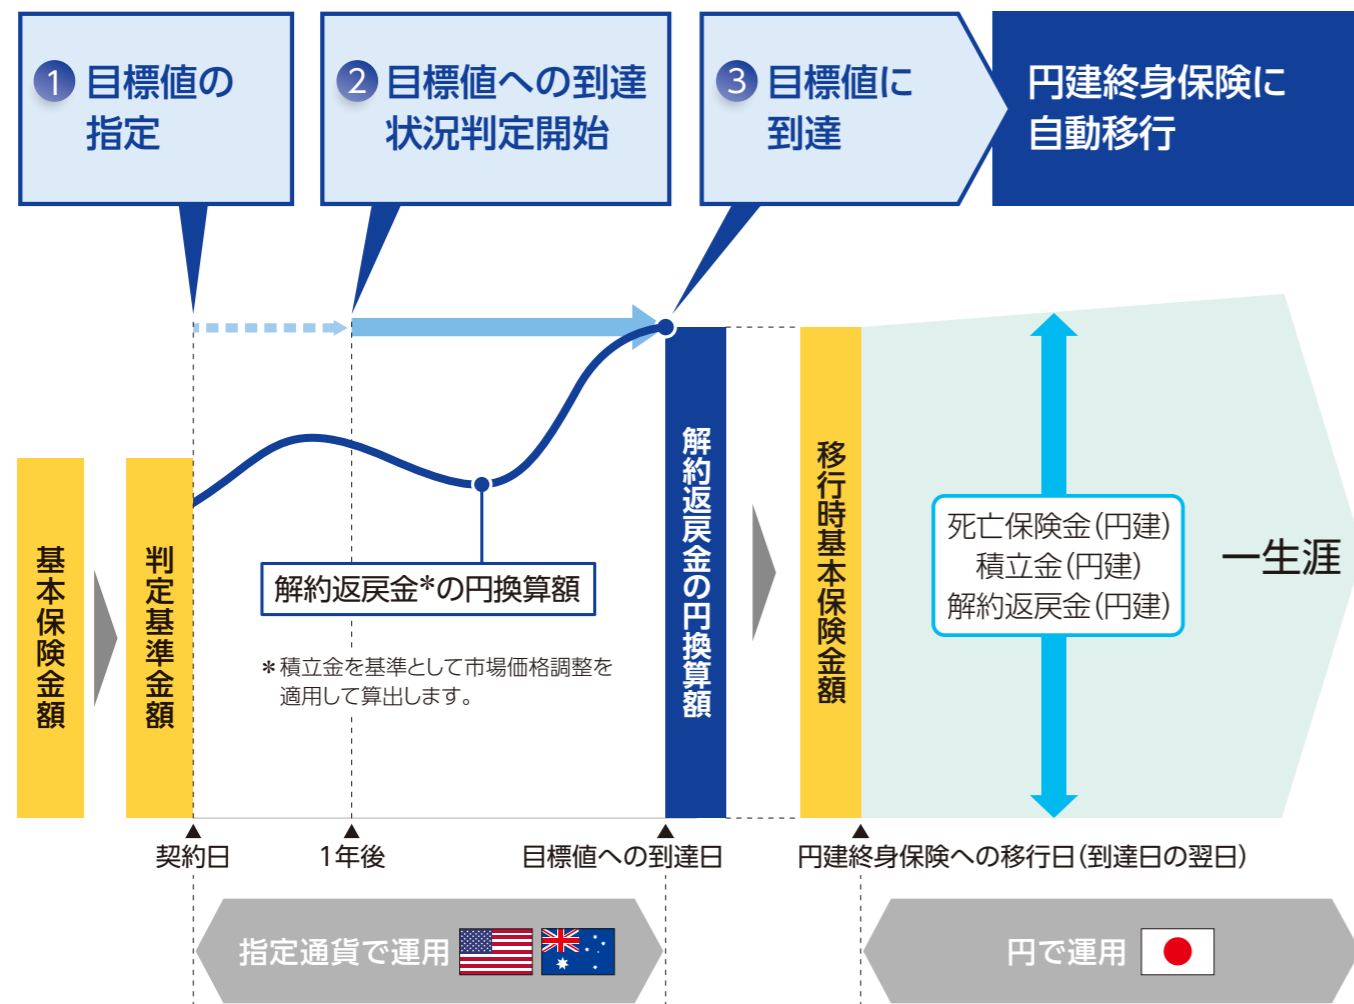 1 目標値の
指定
2 目標値への到達
状況判定開始
3 目標値に
到達
円建終身保険に
自動移行
基本保険金額
判定基準金額
解約返戻金*の円換算額
*積立金を基準として市場価格調整を
適用して算出します。
解約返戻金の円換算額
移行時基本保険金額
死亡保険金(円建)
積立金(円建)
解約返戻金(円建)
一生涯
契約日
1年後
目標値への到達日
円建終身保険への移行日(到達日の翌日)
指定通貨で運用
円で運用